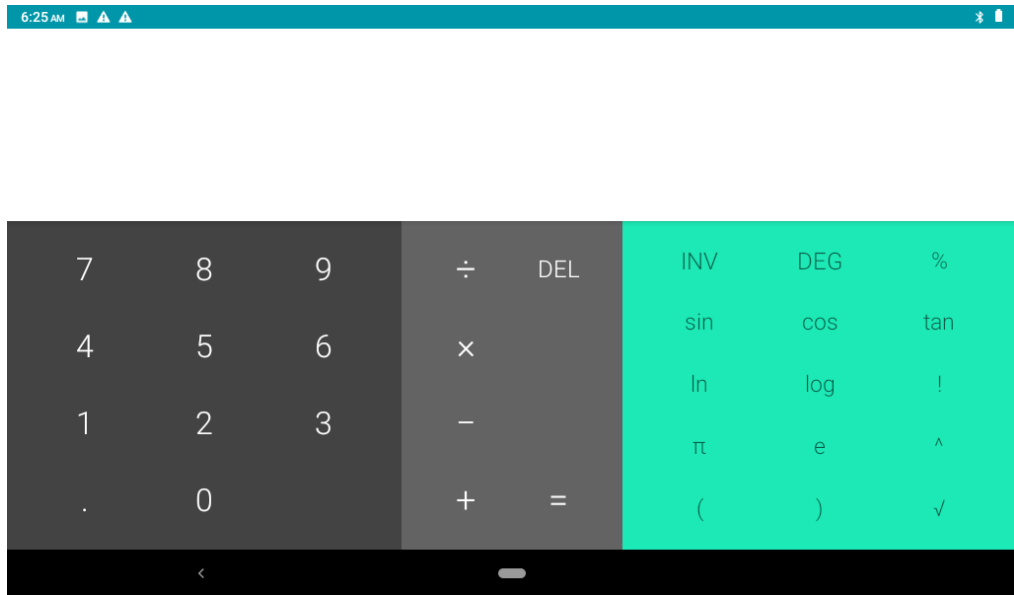 6:25 AM
7 8 9 ÷ DEL INV DEG %
4 5 6 × sin cos tan
1 2 3 − ln log !
. 0 + = π e ^
( ) √